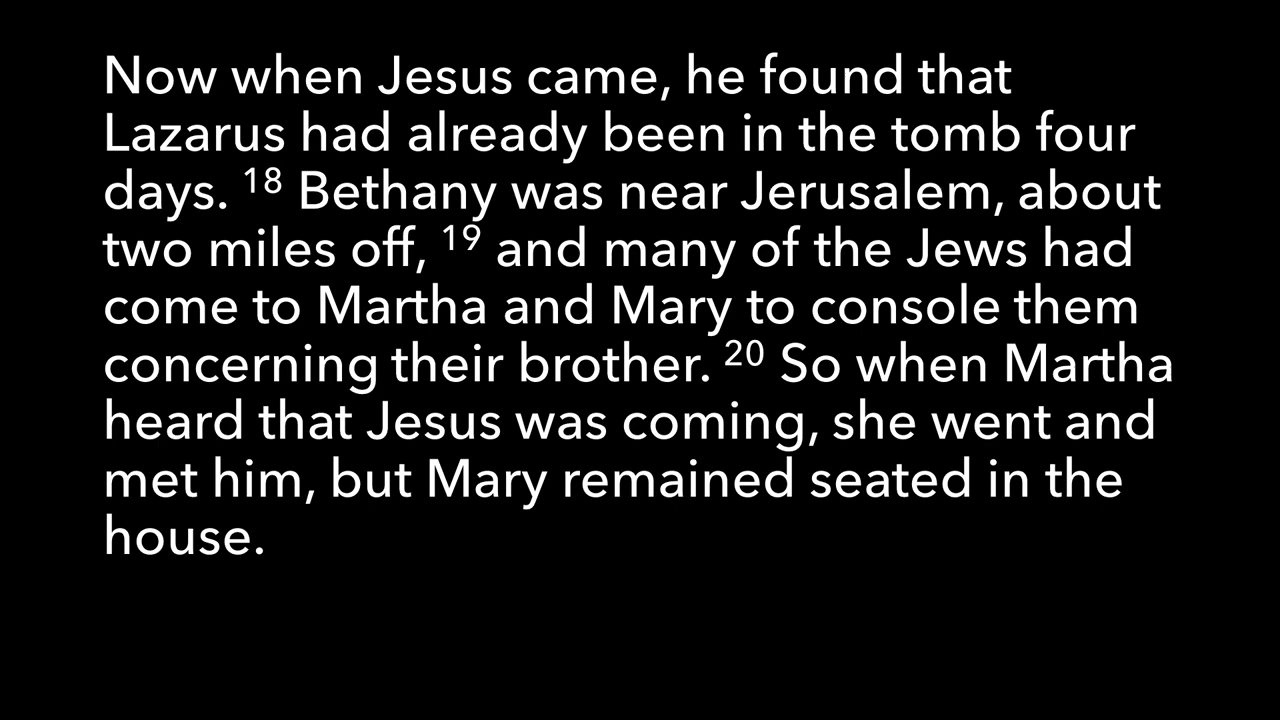 Now when Jesus came, he found that
Lazarus had already been in the tomb four
days. 18 Bethany was near Jerusalem, about
two miles off, 19 and many of the Jews had
come to Martha and Mary to console them
concerning their brother. 20 So when Martha
heard that Jesus was coming, she went and
met him, but Mary remained seated in the
house.